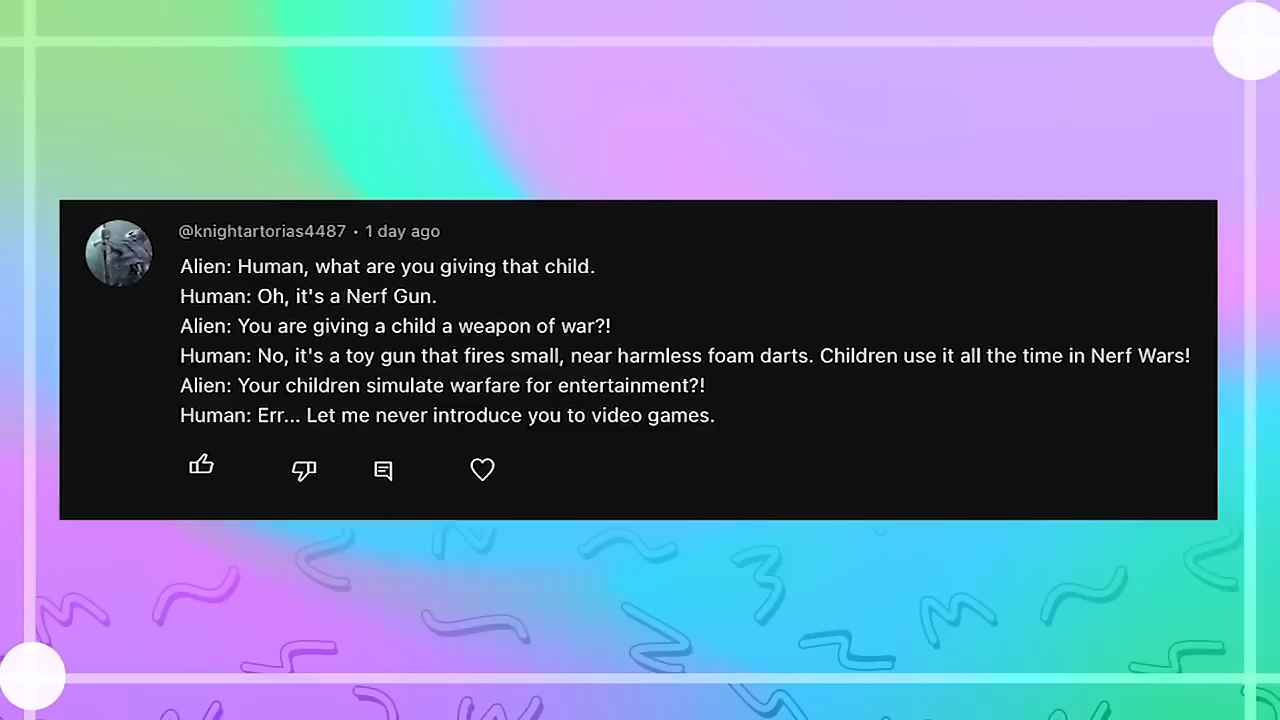 @knightartorias4487 • 1 day ago
Alien: Human, what are you giving that child.
Human: Oh, it's a Nerf Gun.
Alien: You are giving a child a weapon of war?!
Human: No, it's a toy gun that fires small, near harmless foam darts. Children use it all the time in Nerf Wars!
Alien: Your children simulate warfare for entertainment?!
Human: Err... Let me never introduce you to video games.